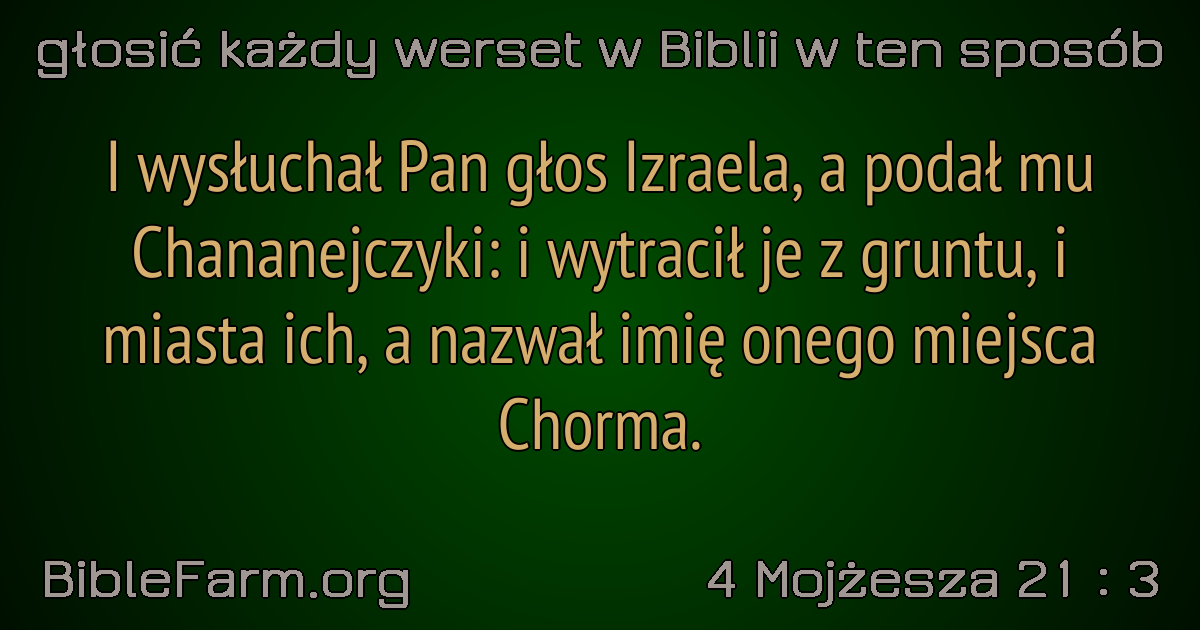 głosić każdy werset w Biblii w ten sposób
I wysłuchał Pan głos Izraela, a podał mu
Chananejczyki: i wytracił je z gruntu, i
miasta ich, a nazwał imię onego miejsca
Chorma.
BibleFarm.org
4 Mojżesza 21 : 3